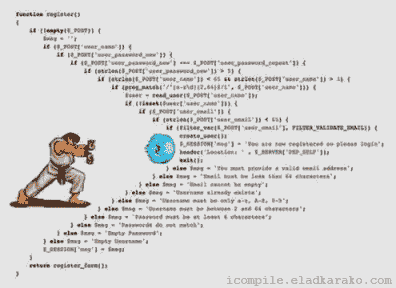 function register()
{
if (!empty($_POST)) {
$msg = '';
if ($_POST['user_name']) {
if ($_POST['user_password_new']) {
if ($_POST['user_password_new'] === $_POST['user_password_repeat']) {
if (strlen($_POST['user_password_new']) > 5) {
if (strlen($_POST['user_name']) < 65 && strlen($_POST['user_name']) > 1) {
if (preg_match('/^[a-z\d]{2,64}$/i', $_POST['user_name'])) {
$user = read_user($_POST['user_name']);
if (!isset($user['user_name'])) {
if ($_POST['user_email']) {
if (strlen($_POST['user_email']) < 65) {
if (filter_var($_POST['user_email'], FILTER_VALIDATE_EMAIL)) {
create_user();
$_SESSION['msg'] = 'You are now registered so please login';
header('Location: ' . $_SERVER['PHP_SELF']);
exit();
} else $msg = 'You must provide a valid email address';
} else $msg = 'Email must be less than 64 characters';
} else $msg = 'Email cannot be empty';
} else $msg = 'Username already exists';
} else $msg = 'Username must be only a-z, A-Z, 0-9';
} else $msg = 'Username must be between 2 and 64 characters';
} else $msg = 'Password must be at least 6 characters';
} else $msg = 'Passwords do not match';
} else $msg = 'Empty Password';
} else $msg = 'Empty Username';
$_SESSION['msg'] = $msg;
}
return register_form();
}
icompile.eladkarako.com